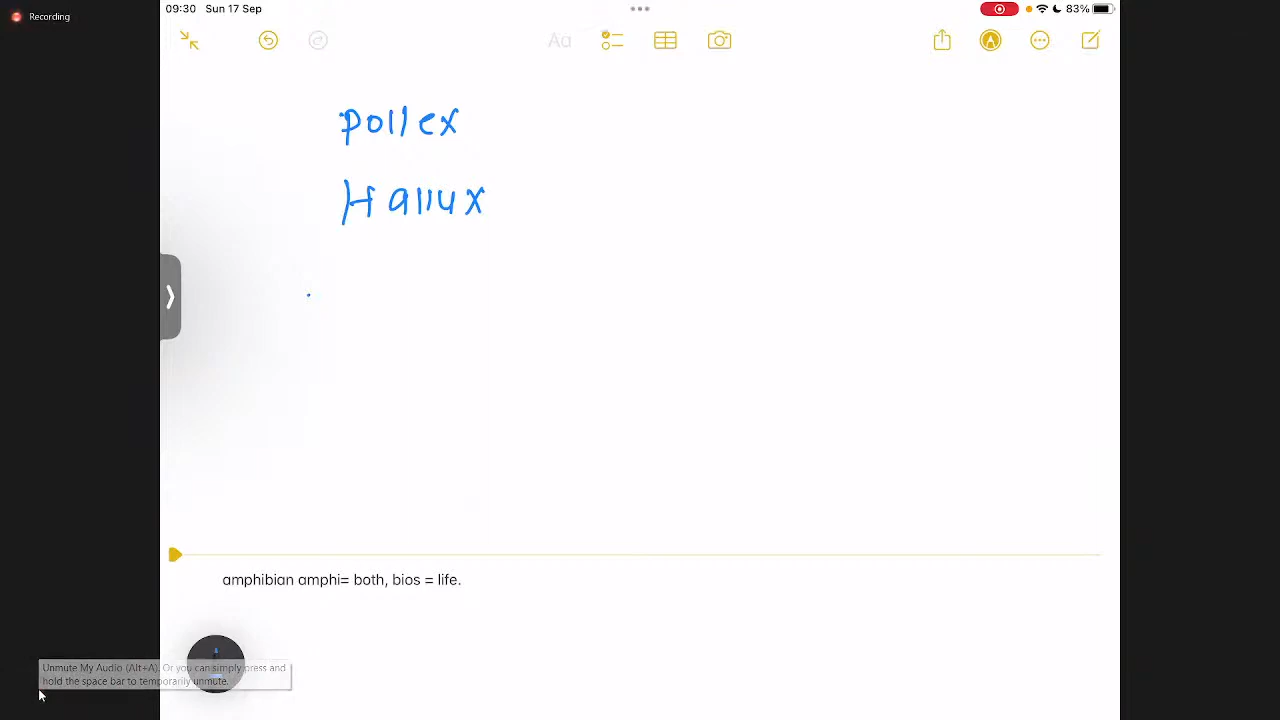 Recording
09:30 Sun 17 Sep
83%
Aa
pollex
Hallux
amphibian amphi= both, bios = life.
Unmute My Audio (Alt+A). Or you can simply press and
hold the space bar to temporarily unmute.